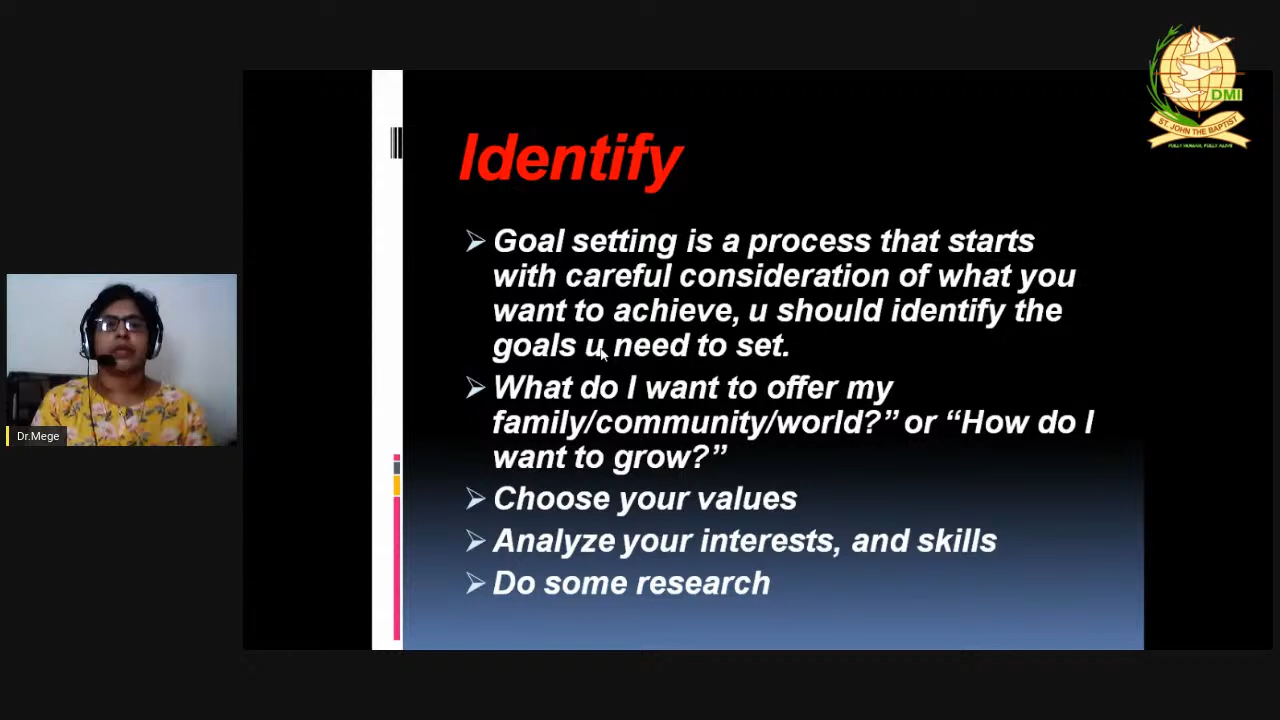 DMI
ST. JOHN THE BAPTIST
FULLY HUMAN, FULLY ALIVE
Identify
Goal setting is a process that starts
with careful consideration of what you
want to achieve, u should identify the
goals u need to set.
What do I want to offer my
family/community/world?” or “How do I
want to grow?”
Choose your values
Analyze your interests, and skills
Do some research
Dr.Mege